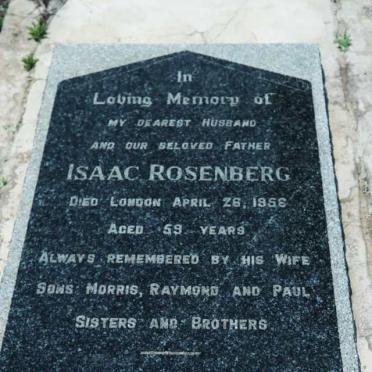 In
Loving Memory of
MY DEAREST HUSBAND
AND OUR BELOVED FATHER
ISAAC ROSENBERG
DIED LONDON APRIL 26, 1956
AGED 59 YEARS
ALWAYS REMEMBERED BY HIS WIFE
SONS MORRIS, RAYMOND AND PAUL
SISTERS AND BROTHERS